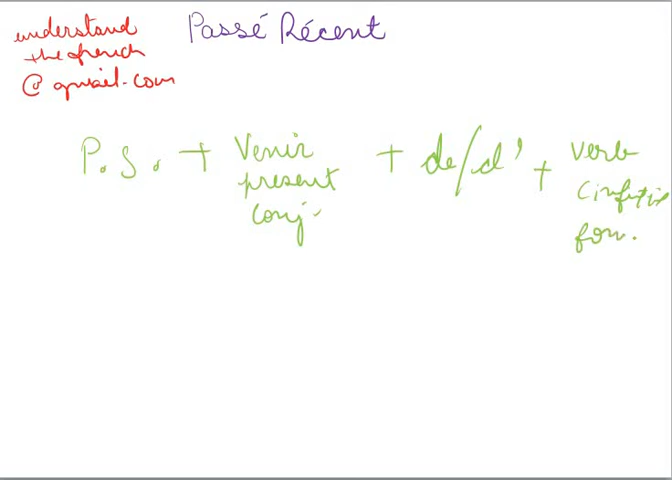 understand
the french
@ gmail.com
Passé Récent
P. S. + Venir
present
conj.
+ de/d' + verb
infinitive
form.